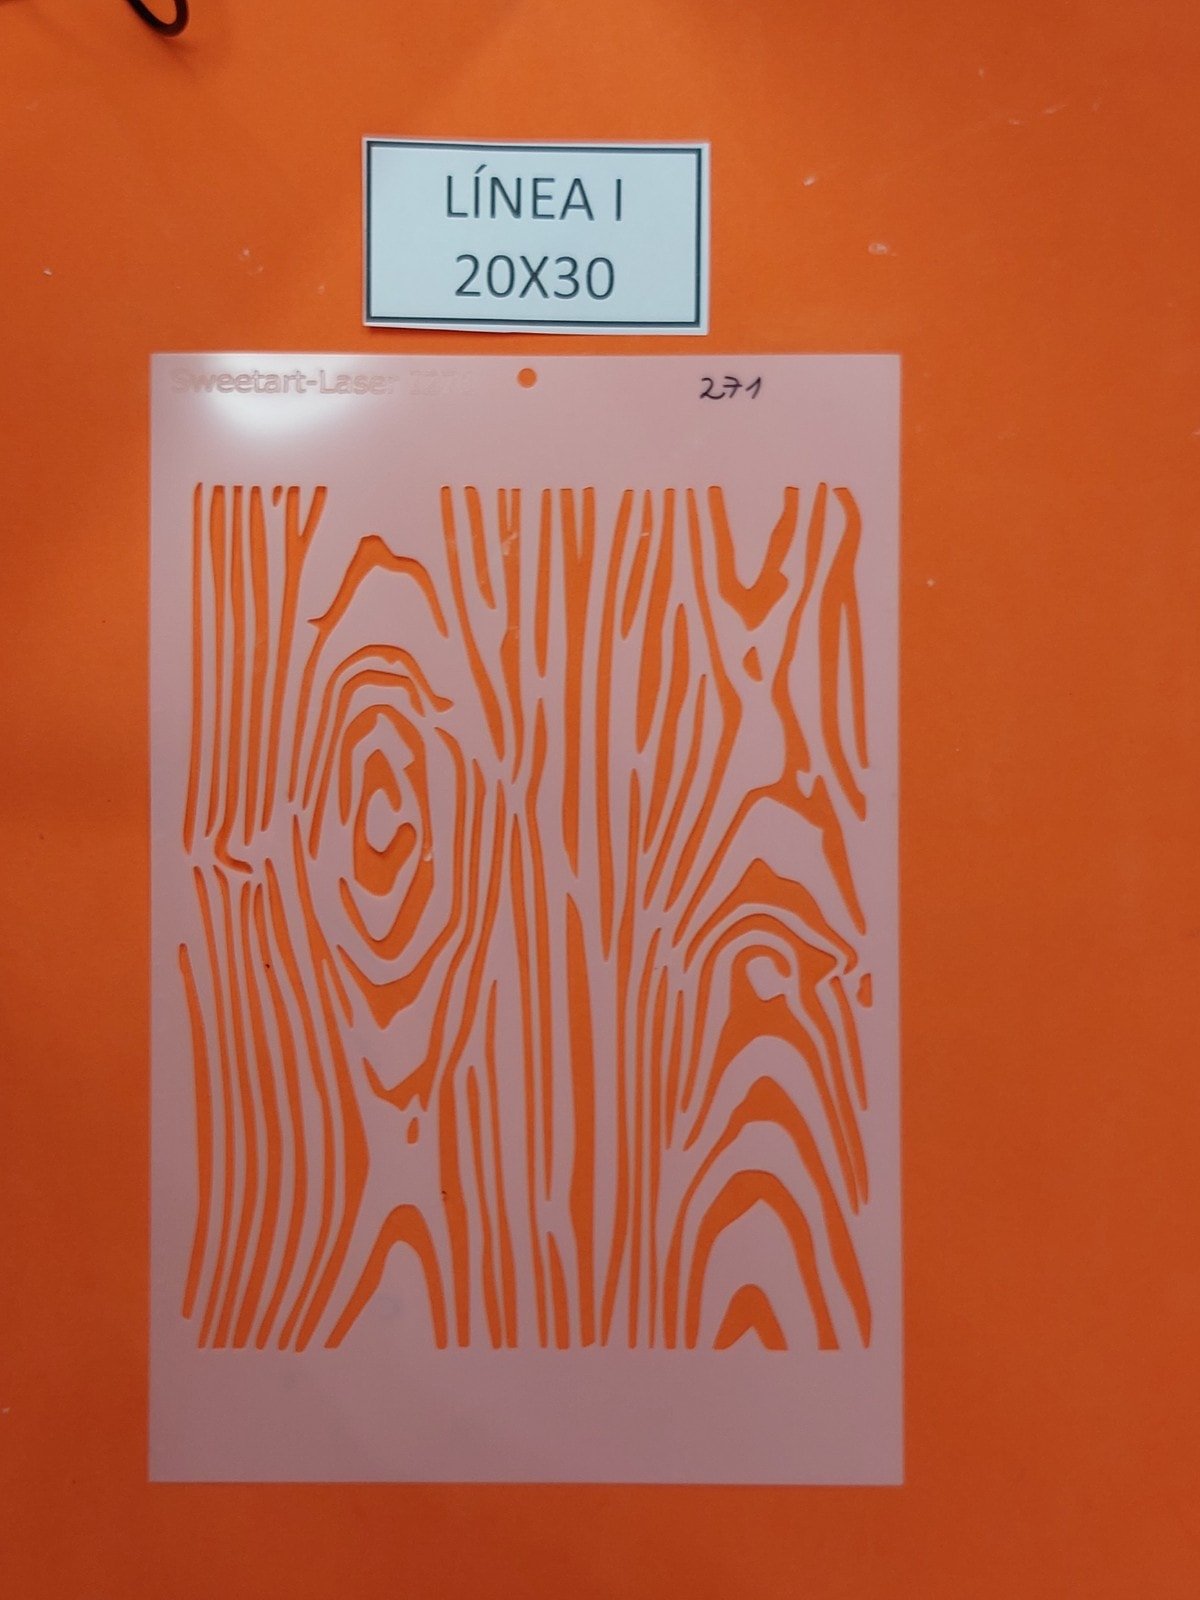 LÍNEA I
20X30
Sweetart-Laser
271